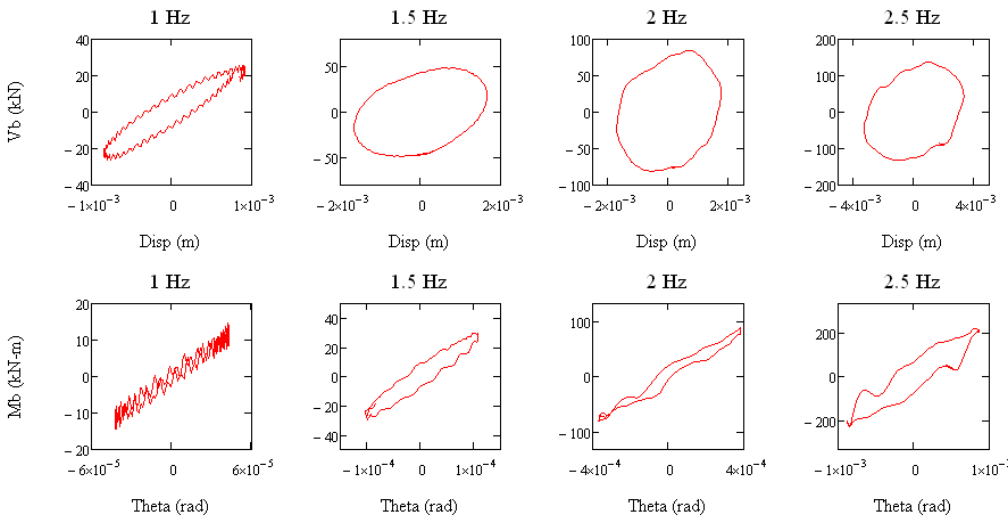 1 Hz 1.5 Hz 2 Hz 2.5 Hz
40 100 200
20 50 50 100
0 0 0 0
− 20 − 50 − 50 − 100
− 40 − 100 − 200
− 1×10⁻³ 0 1×10⁻³ − 2×10⁻³ 0 2×10⁻³ − 2×10⁻³ 0 2×10⁻³ − 4×10⁻³ 0 4×10⁻³
Vb (kN)
Disp (m) Disp (m) Disp (m) Disp (m)
1 Hz 1.5 Hz 2 Hz 2.5 Hz
20 40 100 200
10 20
0 0 0 0
− 10 − 20
20 − 40 − 100 − 200
− 6×10⁻⁵ 0 6×10⁻⁵ − 1×10⁻⁴ 0 1×10⁻⁴ − 4×10⁻⁴ 0 4×10⁻⁴ − 1×10⁻³ 0 1×10⁻³
Mb (kN-m)
Theta (rad) Theta (rad) Theta (rad) Theta (rad)